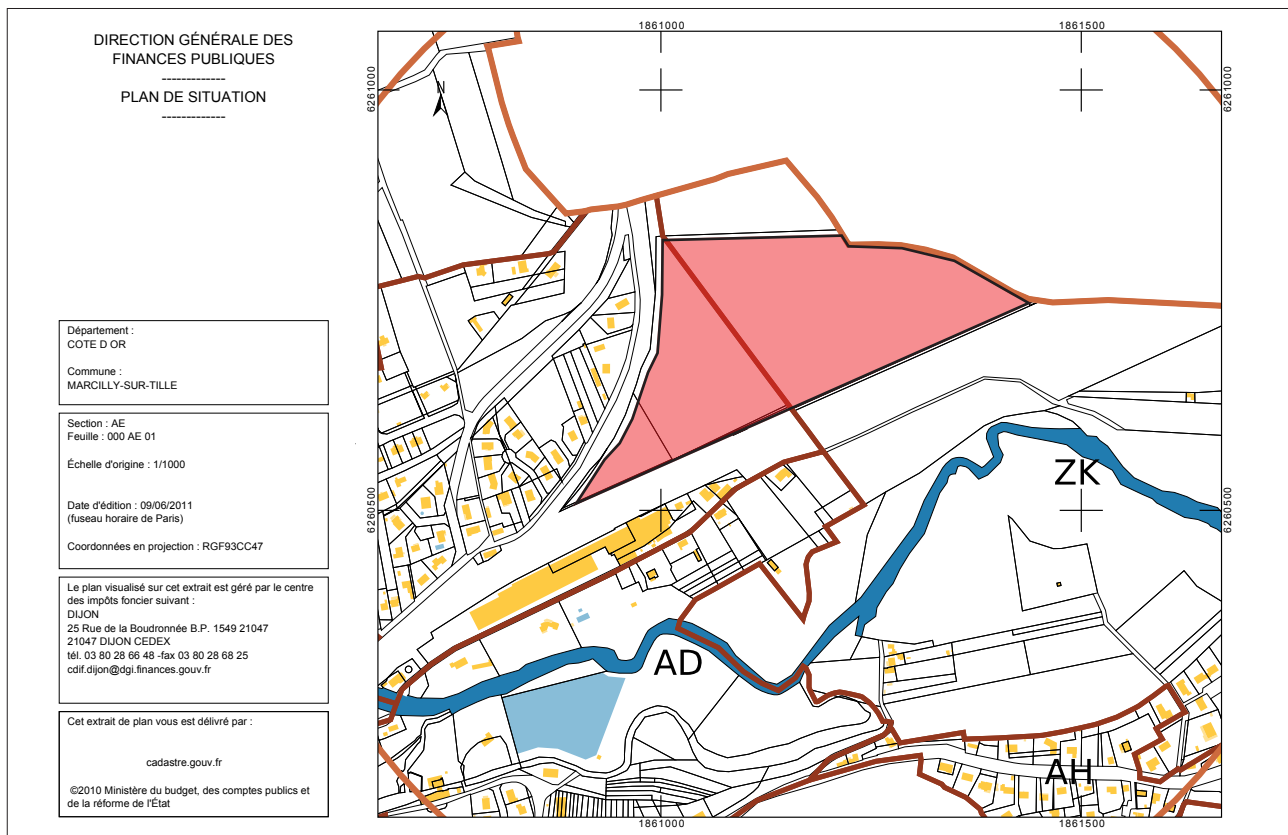 DIRECTION GÉNÉRALE DES
FINANCES PUBLIQUES
-------------
PLAN DE SITUATION
-------------
Département :
COTE D OR
Commune :
MARCILLY-SUR-TILLE
Section : AE
Feuille : 000 AE 01
Échelle d'origine : 1/1000
Date d'édition : 09/06/2011
(fuseau horaire de Paris)
Coordonnées en projection : RGF93CC47
Le plan visualisé sur cet extrait est géré par le centre
des impôts foncier suivant :
DIJON
25 Rue de la Boudronnée B.P. 1549 21047
21047 DIJON CEDEX
tél. 03 80 28 66 48 -fax 03 80 28 68 25
cdif.dijon@dgi.finances.gouv.fr
Cet extrait de plan vous est délivré par :
cadastre.gouv.fr
©2010 Ministère du budget, des comptes publics et
de la réforme de l'État
1861000
1861500
6261000
6261000
N
ZK
6260500
6260500
AD
AH
1861000
1861500